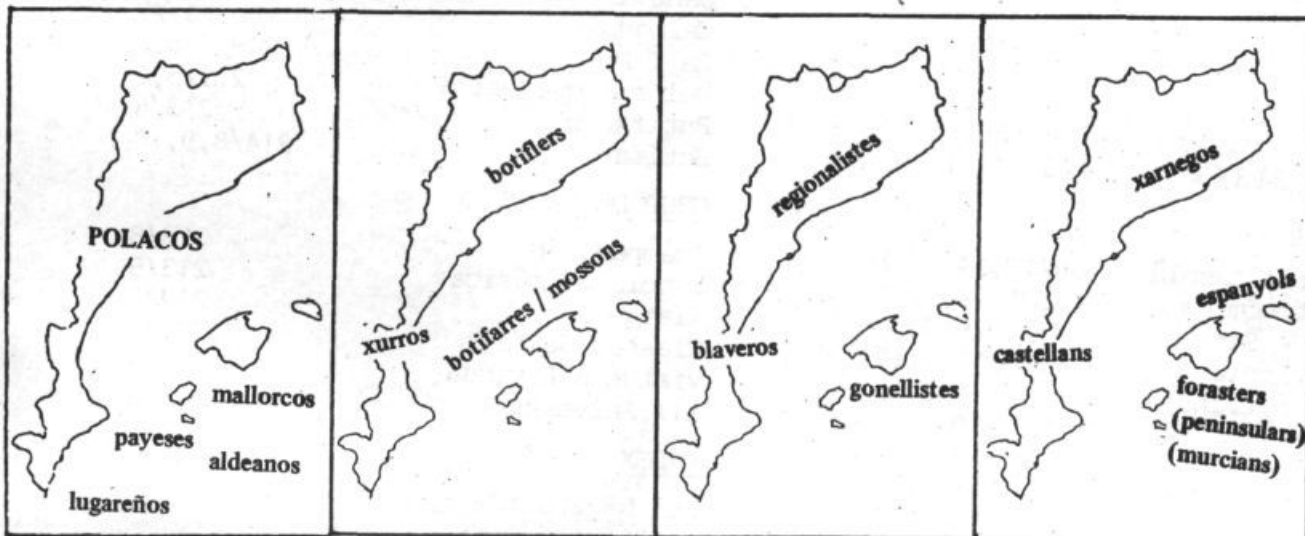 POLACOS
mallorcos
payeses
aldeanos
lugareños
botiflers
botifarres / mossons
xurros
regionalistes
blaveros
gonellistes
xarnegos
espanyols
castellans
forasters
(peninsulars)
(murcians)